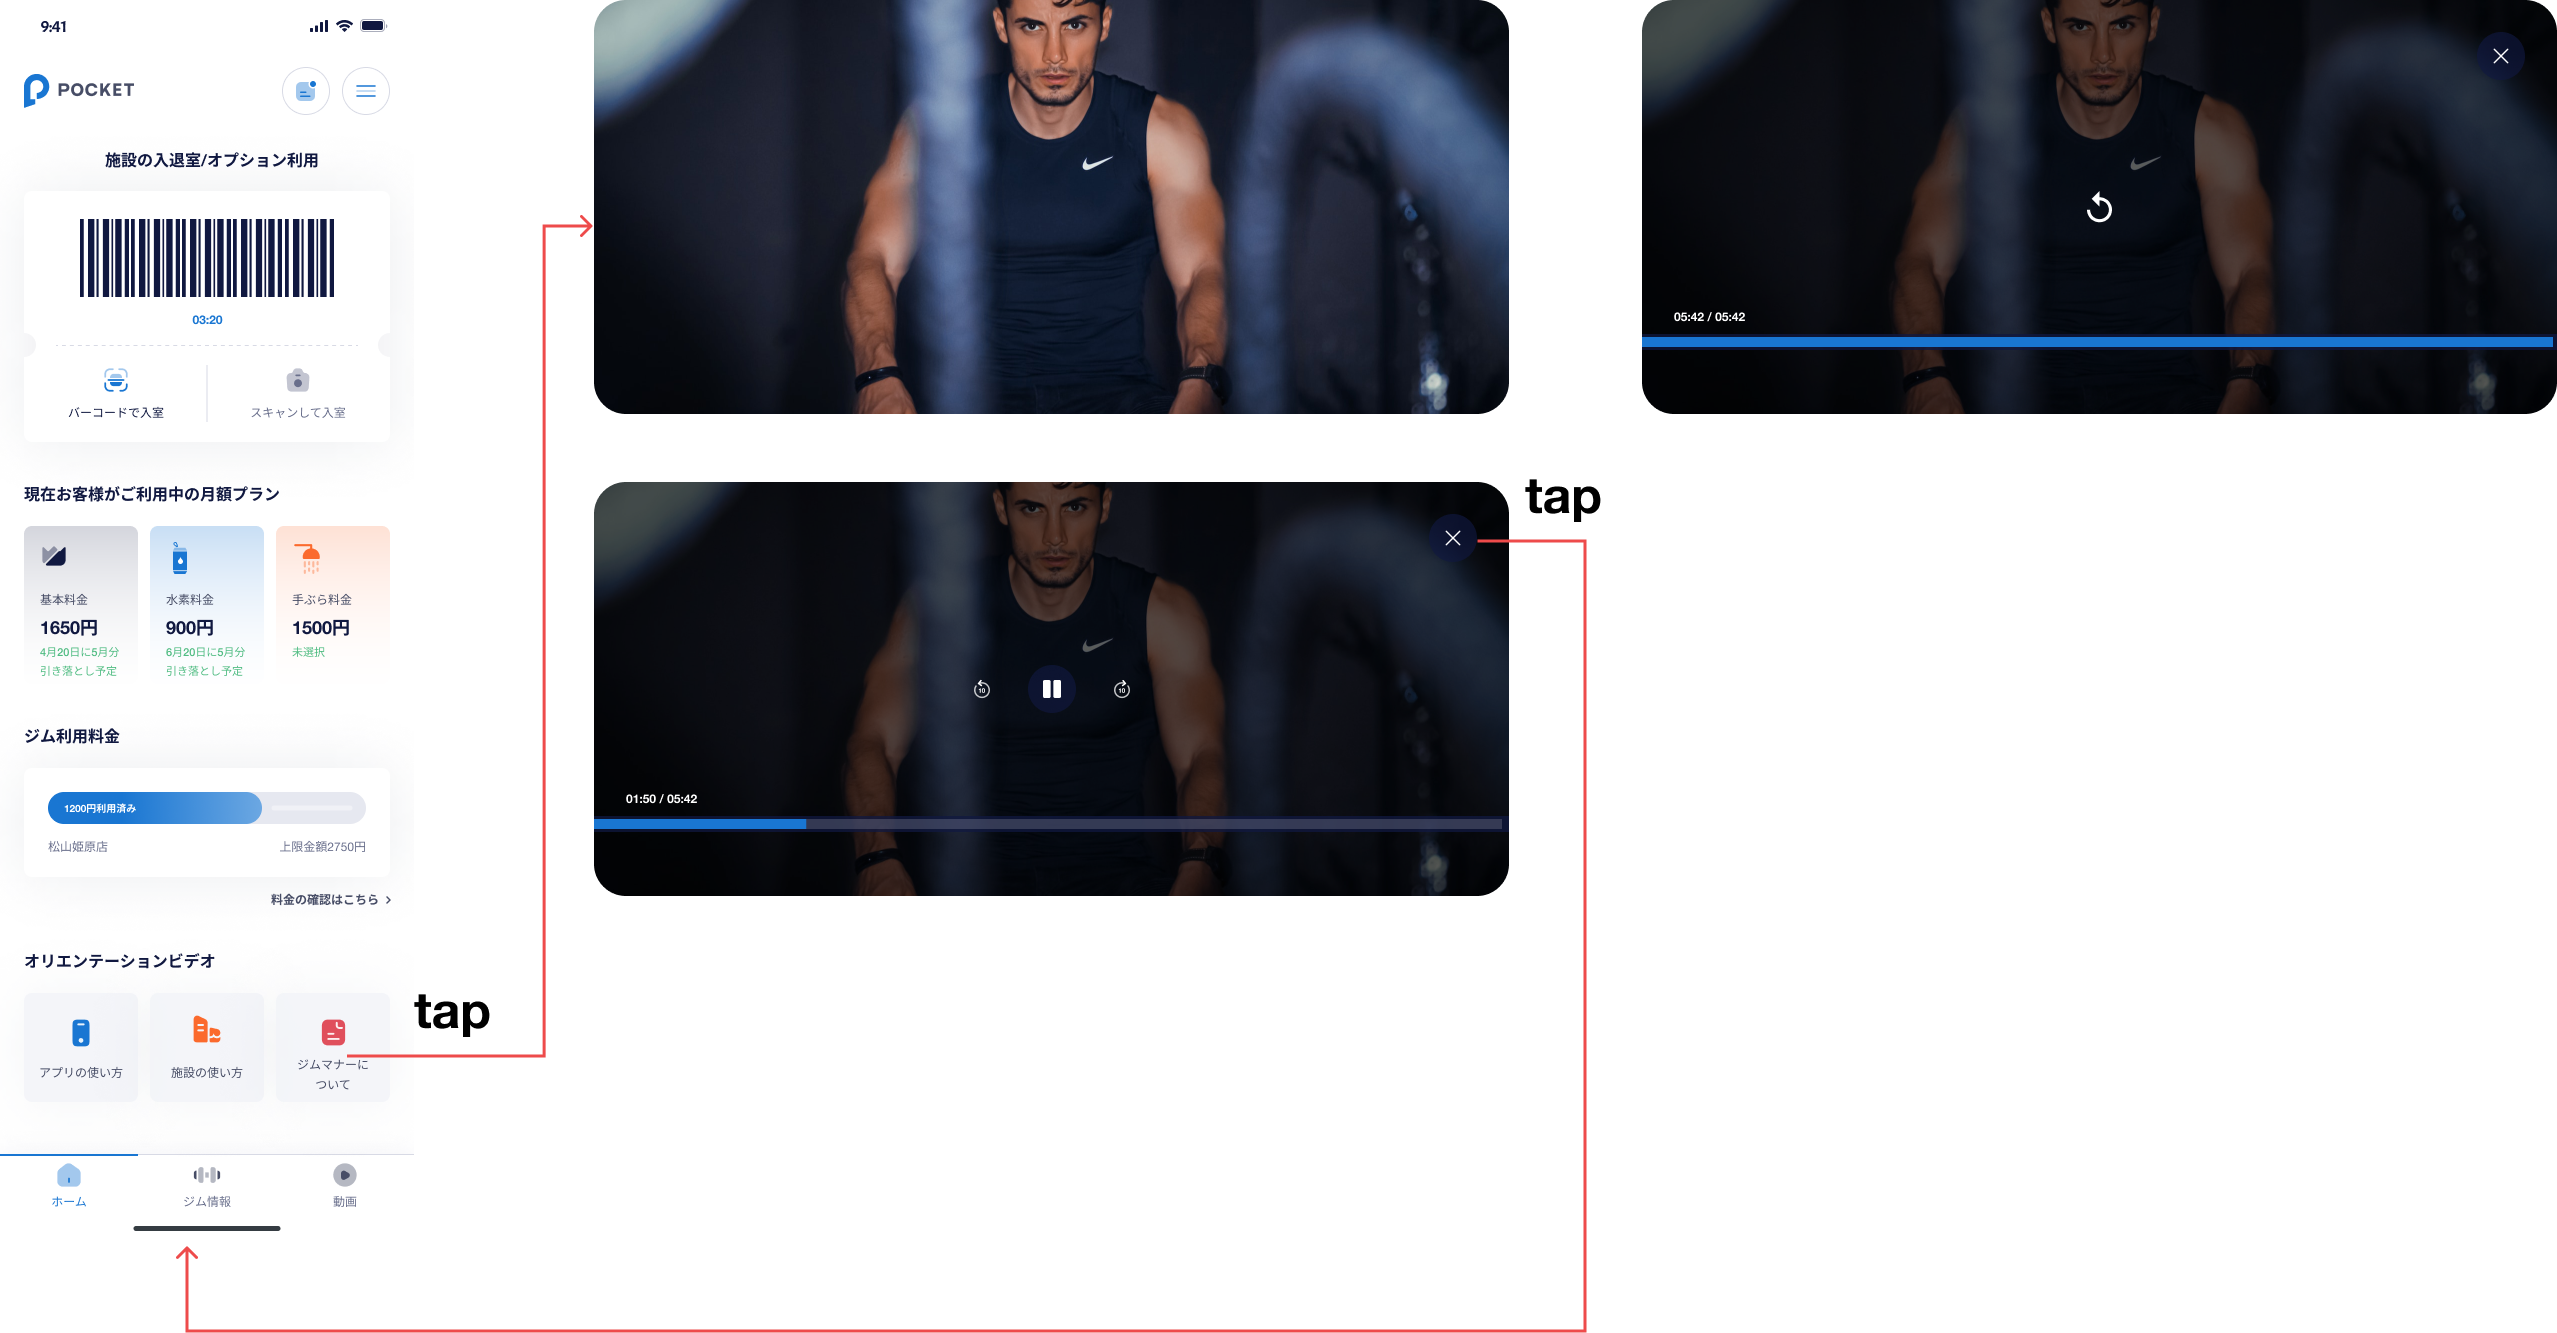 9:41
POCKET
施設の入退室/オプション利用
03:20
バーコードで入室
スキャンして入室
現在お客様がご利用中の月額プラン
基本料金
1650円
4月20日に5月分
引き落とし予定
水素料金
900円
6月20日に5月分
引き落とし予定
手ぶら料金
1500円
未選択
ジム利用料金
1200円利用済み
松山姫原店
上限金額2750円
料金の確認はこちら
オリエンテーションビデオ
アプリの使い方
施設の使い方
ジムマナーに
ついて
tap
ホーム
ジム情報
動画
tap
10
10
01:50 / 05:42
05:42 / 05:42